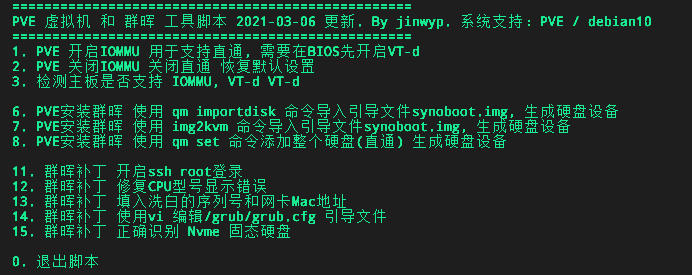 ==================================================
PVE 虚拟机 和 群晖 工具脚本 2021-03-06 更新. By jinwyp. 系统支持: PVE / debian10
==================================================
1. PVE 开启IOMMU 用于支持直通, 需要在BIOS先开启VT-d
2. PVE 关闭IOMMU 关闭直通 恢复默认设置
3. 检测主板是否支持 IOMMU, VT-d VT-d
6. PVE安装群晖 使用 qm importdisk 命令导入引导文件synoboot.img, 生成硬盘设备
7. PVE安装群晖 使用 img2kvm 命令导入引导文件synoboot.img, 生成硬盘设备
8. PVE安装群晖 使用 qm set 命令添加整个硬盘(直通) 生成硬盘设备
11. 群晖补丁 开启ssh root登录
12. 群晖补丁 修复CPU型号显示错误
13. 群晖补丁 填入洗白的序列号和网卡Mac地址
14. 群晖补丁 使用vi 编辑/grub/grub.cfg 引导文件
15. 群晖补丁 正确识别 Nvme 固态硬盘
0. 退出脚本